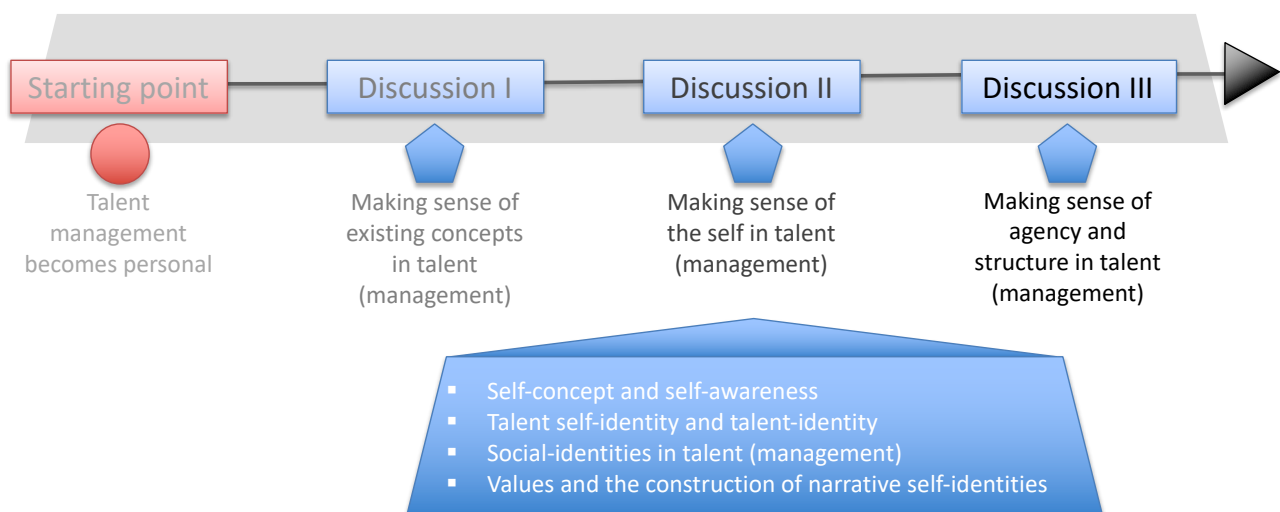 Starting point
Discussion I
Discussion II
Discussion III
Talent
management
becomes personal
Making sense of
existing concepts
in talent
(management)
Making sense of
the self in talent
(management)
Making sense of
agency and
structure in talent
(management)
▪ Self-concept and self-awareness
▪ Talent self-identity and talent-identity
▪ Social-identities in talent (management)
▪ Values and the construction of narrative self-identities